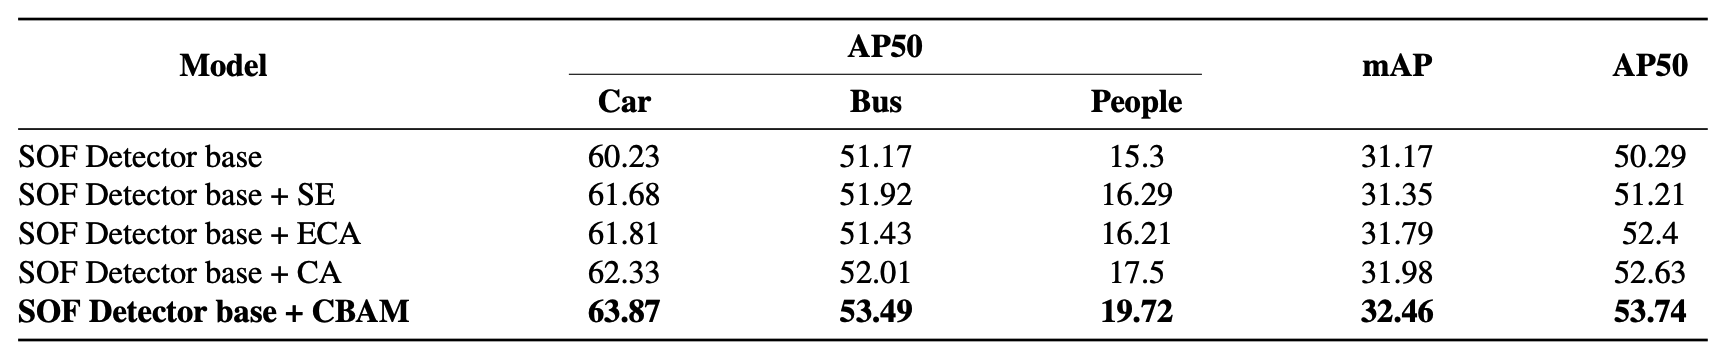 Model AP50 mAP AP50
Car Bus People
SOF Detector base 60.23 51.17 15.3 31.17 50.29
SOF Detector base + SE 61.68 51.92 16.29 31.35 51.21
SOF Detector base + ECA 61.81 51.43 16.21 31.79 52.4
SOF Detector base + CA 62.33 52.01 17.5 31.98 52.63
SOF Detector base + CBAM 63.87 53.49 19.72 32.46 53.74